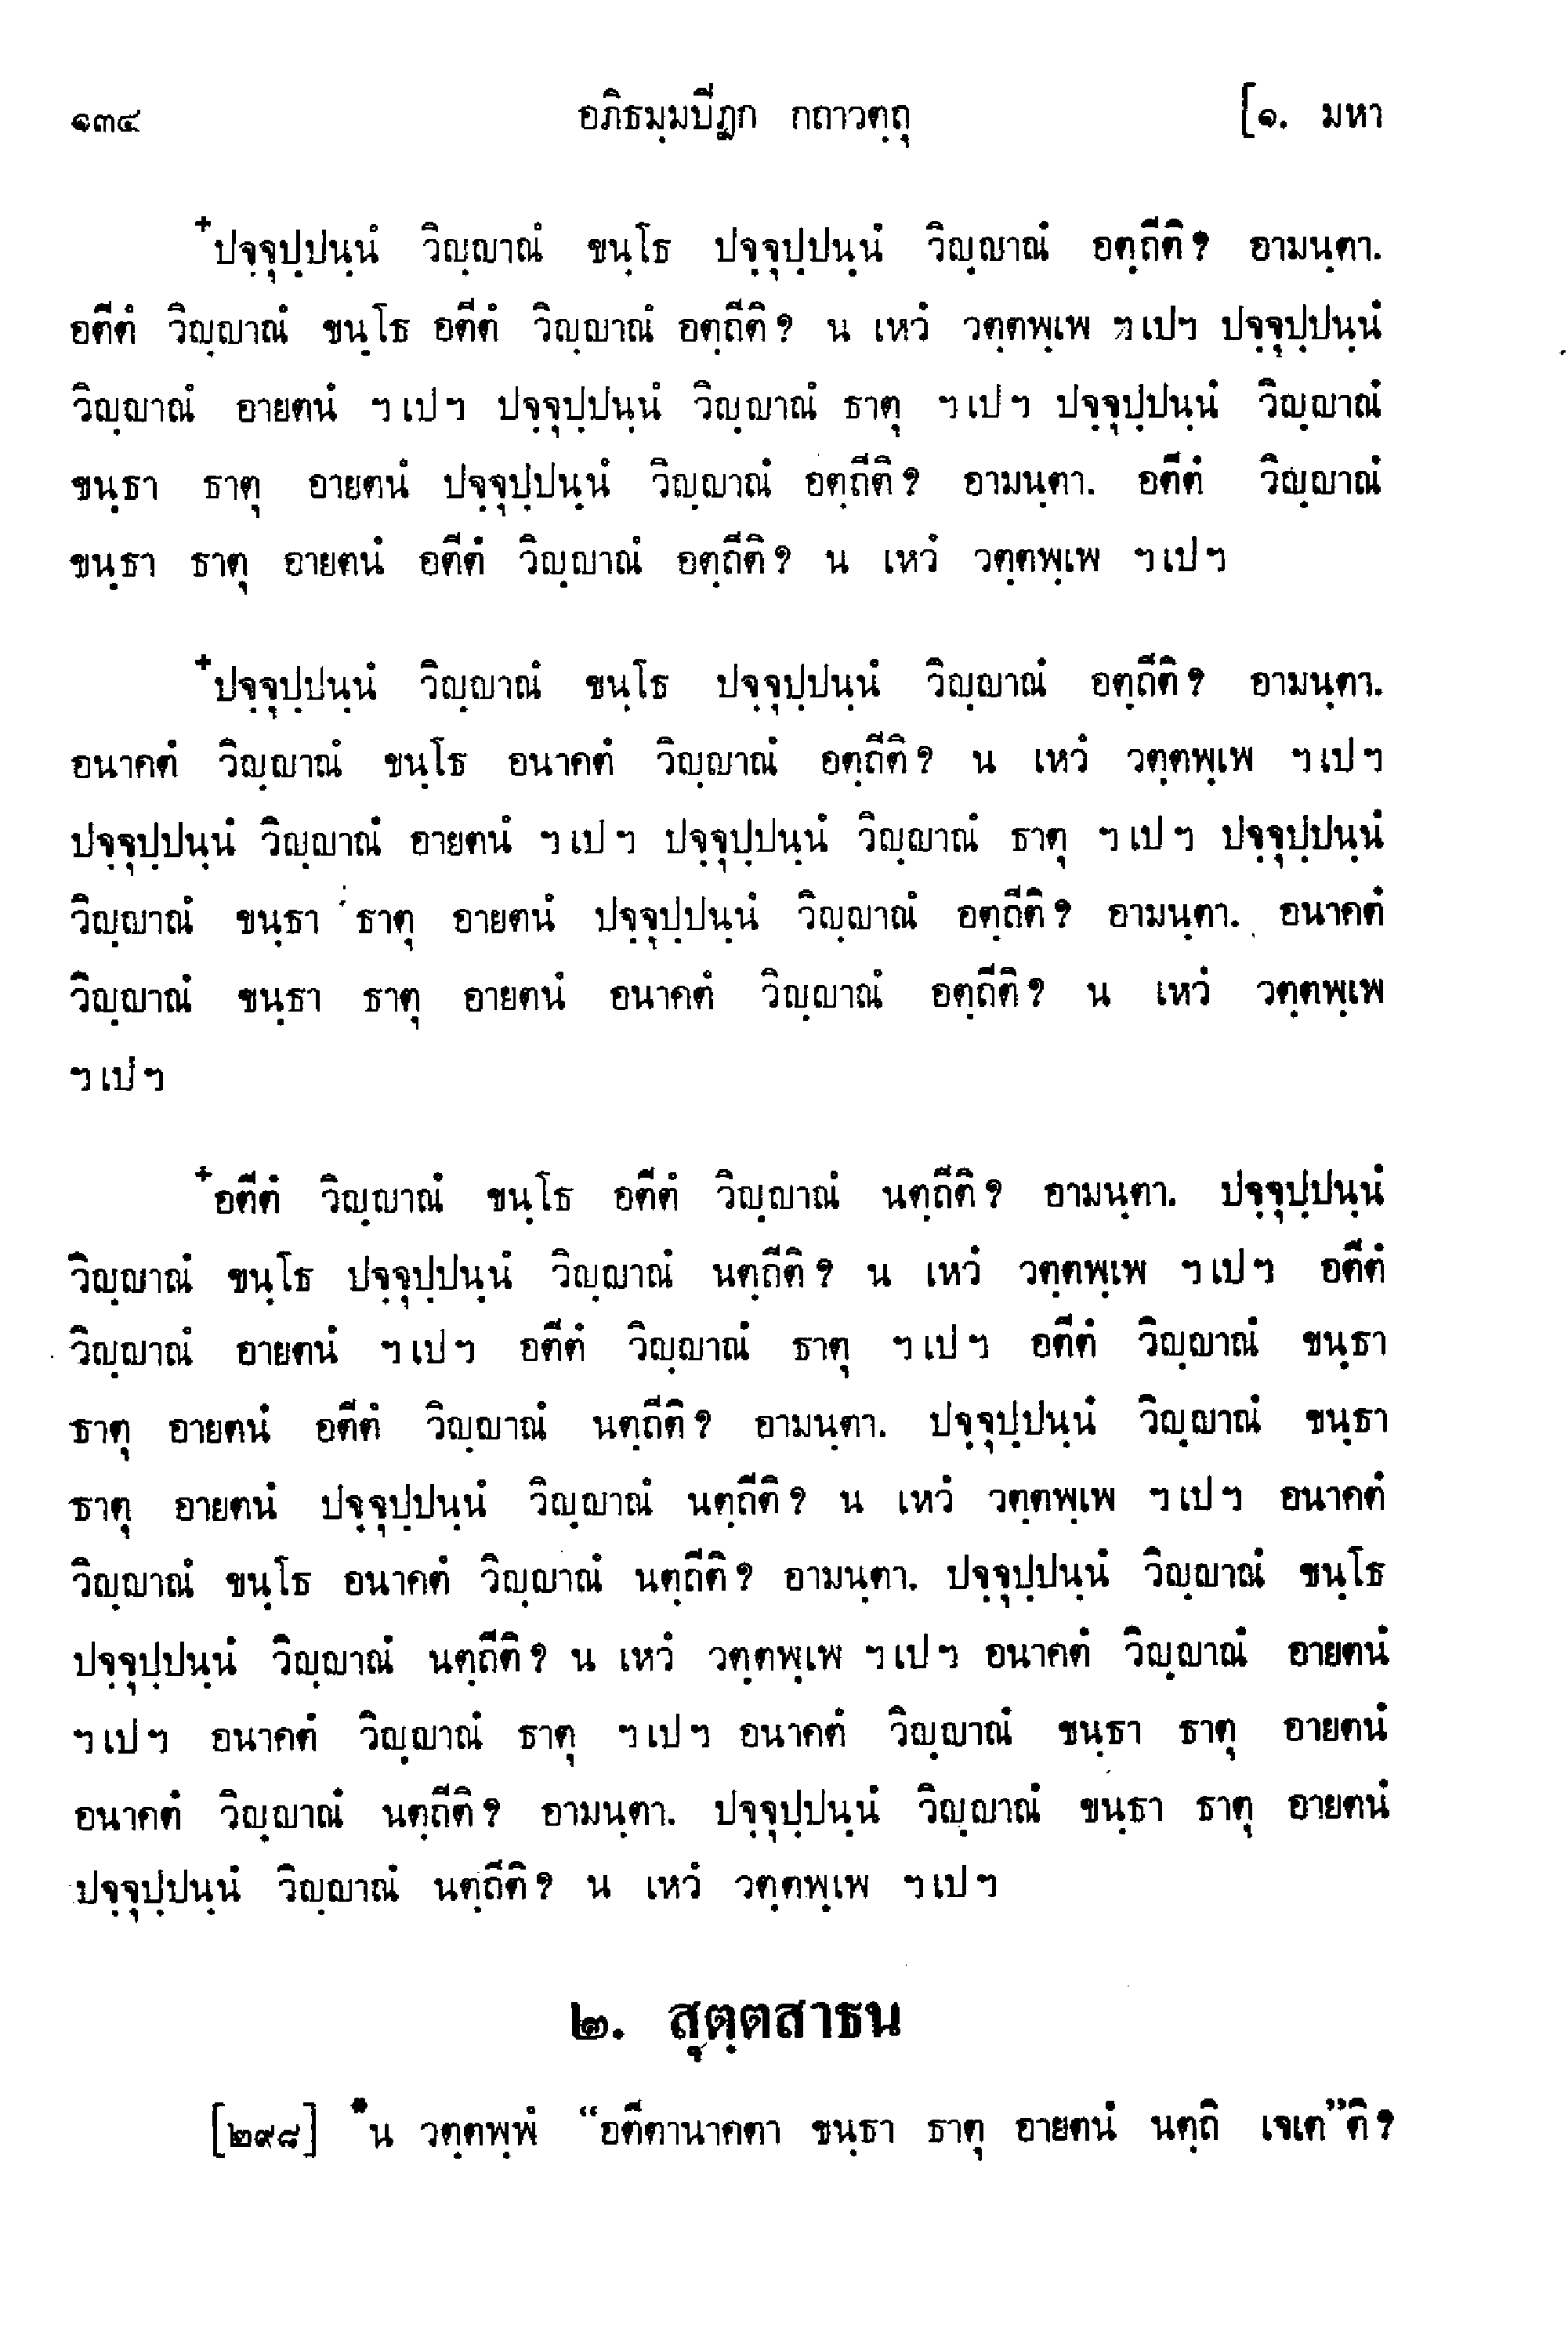 ๑๓๔ อภิธมฺมปิฏก กถาวตฺถุ [๑. มหา
⁺ปจฺจุปฺปนฺนํ วิญฺญาณํ ขนฺโธ ปจฺจุปฺปนฺนํ วิญฺญาณํ อตฺถีติ? อามนฺตา.
อตีตํ วิญฺญาณํ ขนฺโธ อตีตํ วิญฺญาณํ อตฺถีติ? น เหวํ วตฺตพฺเพ ฯเปฯ ปจฺจุปฺปนฺนํ
วิญฺญาณํ อายตนํ ฯเปฯ ปจฺจุปฺปนฺนํ วิญฺญาณํ ธาตุ ฯเปฯ ปจฺจุปฺปนฺนํ วิญฺญาณํ
ขนฺธา ธาตุ อายตนํ ปจฺจุปฺปนฺนํ วิญฺญาณํ อตฺถีติ? อามนฺตา. อตีตํ วิญฺญาณํ
ขนฺธา ธาตุ อายตนํ อตีตํ วิญฺญาณํ อตฺถีติ? น เหวํ วตฺตพฺเพ ฯเปฯ
⁺ปจฺจุปฺปนฺนํ วิญฺญาณํ ขนฺโธ ปจฺจุปฺปนฺนํ วิญฺญาณํ อตฺถีติ? อามนฺตา.
อนาคตํ วิญฺญาณํ ขนฺโธ อนาคตํ วิญฺญาณํ อตฺถีติ? น เหวํ วตฺตพฺเพ ฯเปฯ
ปจฺจุปฺปนฺนํ วิญฺญาณํ อายตนํ ฯเปฯ ปจฺจุปฺปนฺนํ วิญฺญาณํ ธาตุ ฯเปฯ ปจฺจุปฺปนฺนํ
วิญฺญาณํ ขนฺธา ธาตุ อายตนํ ปจฺจุปฺปนฺนํ วิญฺญาณํ อตฺถีติ? อามนฺตา. อนาคตํ
วิญฺญาณํ ขนฺธา ธาตุ อายตนํ อนาคตํ วิญฺญาณํ อตฺถีติ? น เหวํ วตฺตพฺเพ
ฯเปฯ
⁺อตีตํ วิญฺญาณํ ขนฺโธ อตีตํ วิญฺญาณํ นตฺถีติ? อามนฺตา. ปจฺจุปฺปนฺนํ
วิญฺญาณํ ขนฺโธ ปจฺจุปฺปนฺนํ วิญฺญาณํ นตฺถีติ? น เหวํ วตฺตพฺเพ ฯเปฯ อตีตํ
วิญฺญาณํ อายตนํ ฯเปฯ อตีตํ วิญฺญาณํ ธาตุ ฯเปฯ อตีตํ วิญฺญาณํ ขนฺธา
ธาตุ อายตนํ อตีตํ วิญฺญาณํ นตฺถีติ? อามนฺตา. ปจฺจุปฺปนฺนํ วิญฺญาณํ ขนฺธา
ธาตุ อายตนํ ปจฺจุปฺปนฺนํ วิญฺญาณํ นตฺถีติ? น เหวํ วตฺตพฺเพ ฯเปฯ อนาคตํ
วิญฺญาณํ ขนฺโธ อนาคตํ วิญฺญาณํ นตฺถีติ? อามนฺตา. ปจฺจุปฺปนฺนํ วิญฺญาณํ ขนฺโธ
ปจฺจุปฺปนฺนํ วิญฺญาณํ นตฺถีติ? น เหวํ วตฺตพฺเพ ฯเปฯ อนาคตํ วิญฺญาณํ อายตนํ
ฯเปฯ อนาคตํ วิญฺญาณํ ธาตุ ฯเปฯ อนาคตํ วิญฺญาณํ ขนฺธา ธาตุ อายตนํ
อนาคตํ วิญฺญาณํ นตฺถีติ? อามนฺตา. ปจฺจุปฺปนฺนํ วิญฺญาณํ ขนฺธา ธาตุ อายตนํ
ปจฺจุปฺปนฺนํ วิญฺญาณํ นตฺถีติ? น เหวํ วตฺตพฺเพ ฯเปฯ
๒. สุตฺตสาธน
[๒๙๘] *น วตฺตพฺพํ “อตีตานาคตา ขนฺธา ธาตุ อายตนํ นตฺถิ เจเต”ติ?